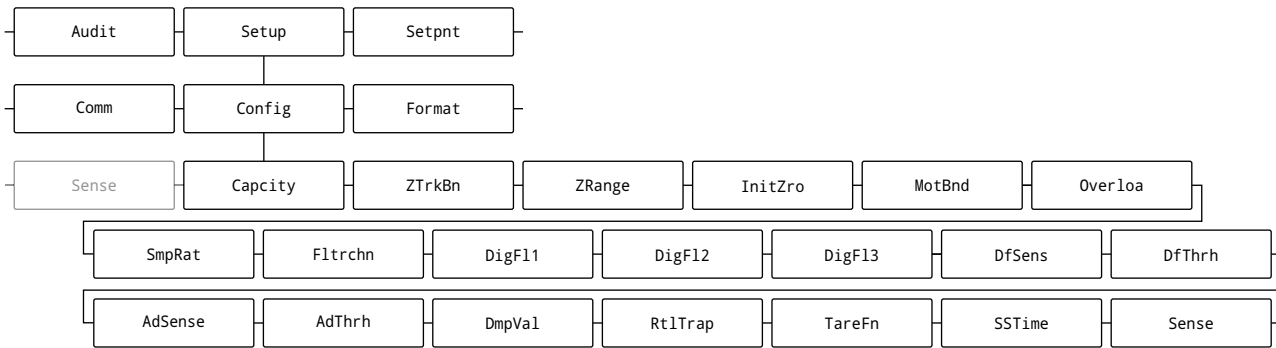 Audit Setup Setpnt
Comm Config Format
Sense Capcity ZTrkBn ZRange InitZro MotBnd Overloa
SmpRat Fltrchn DigFl1 DigFl2 DigFl3 DfSens DfThrh
AdSense AdThrh DmpVal RtlTrap TareFn SSTime Sense